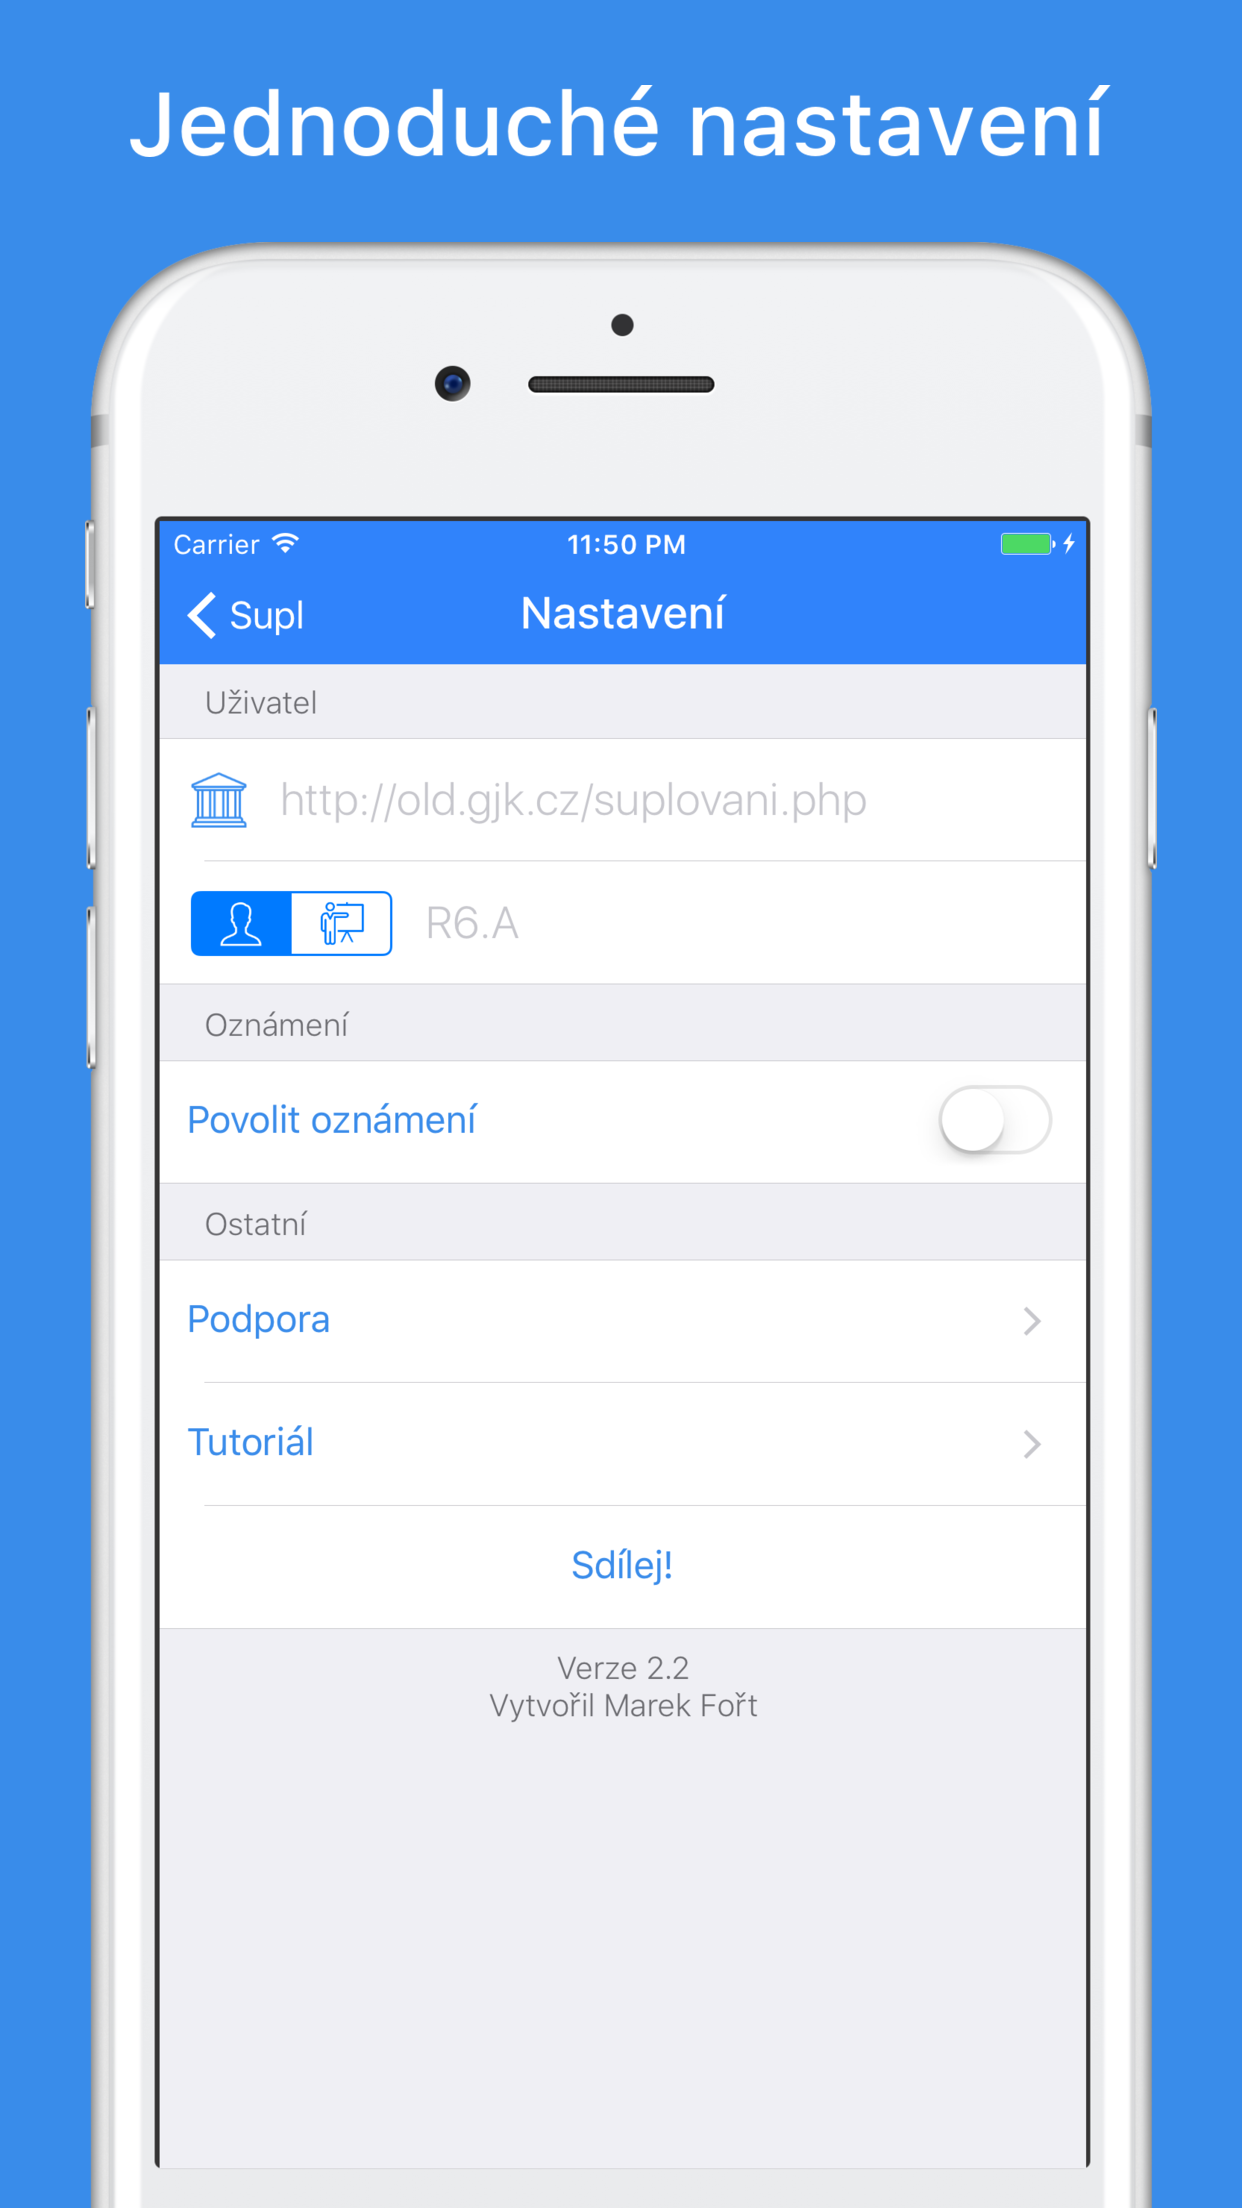 Jednoduché nastavení
Carrier 11:50 PM
Supl Nastavení
Uživatel
http://old.gjk.cz/suplovani.php
R6.A
Oznámení
Povolit oznámení
Ostatní
Podpora
Tutoriál
Sdílej!
Verze 2.2
Vytvořil Marek Fořt